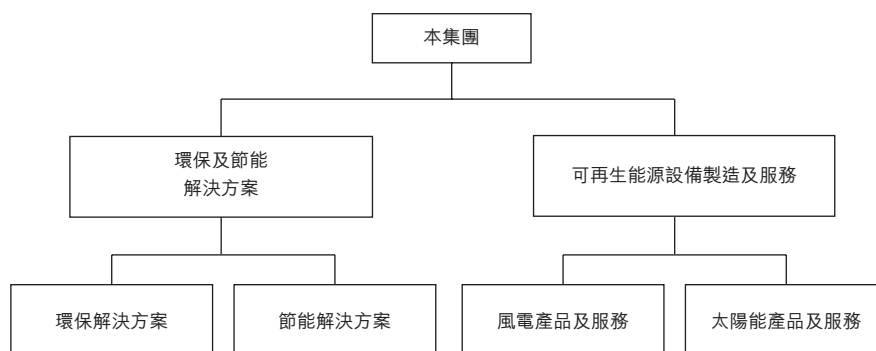 本集團
環保及節能
解決方案
可再生能源設備製造及服務
環保解決方案
節能解決方案
風電產品及服務
太陽能產品及服務